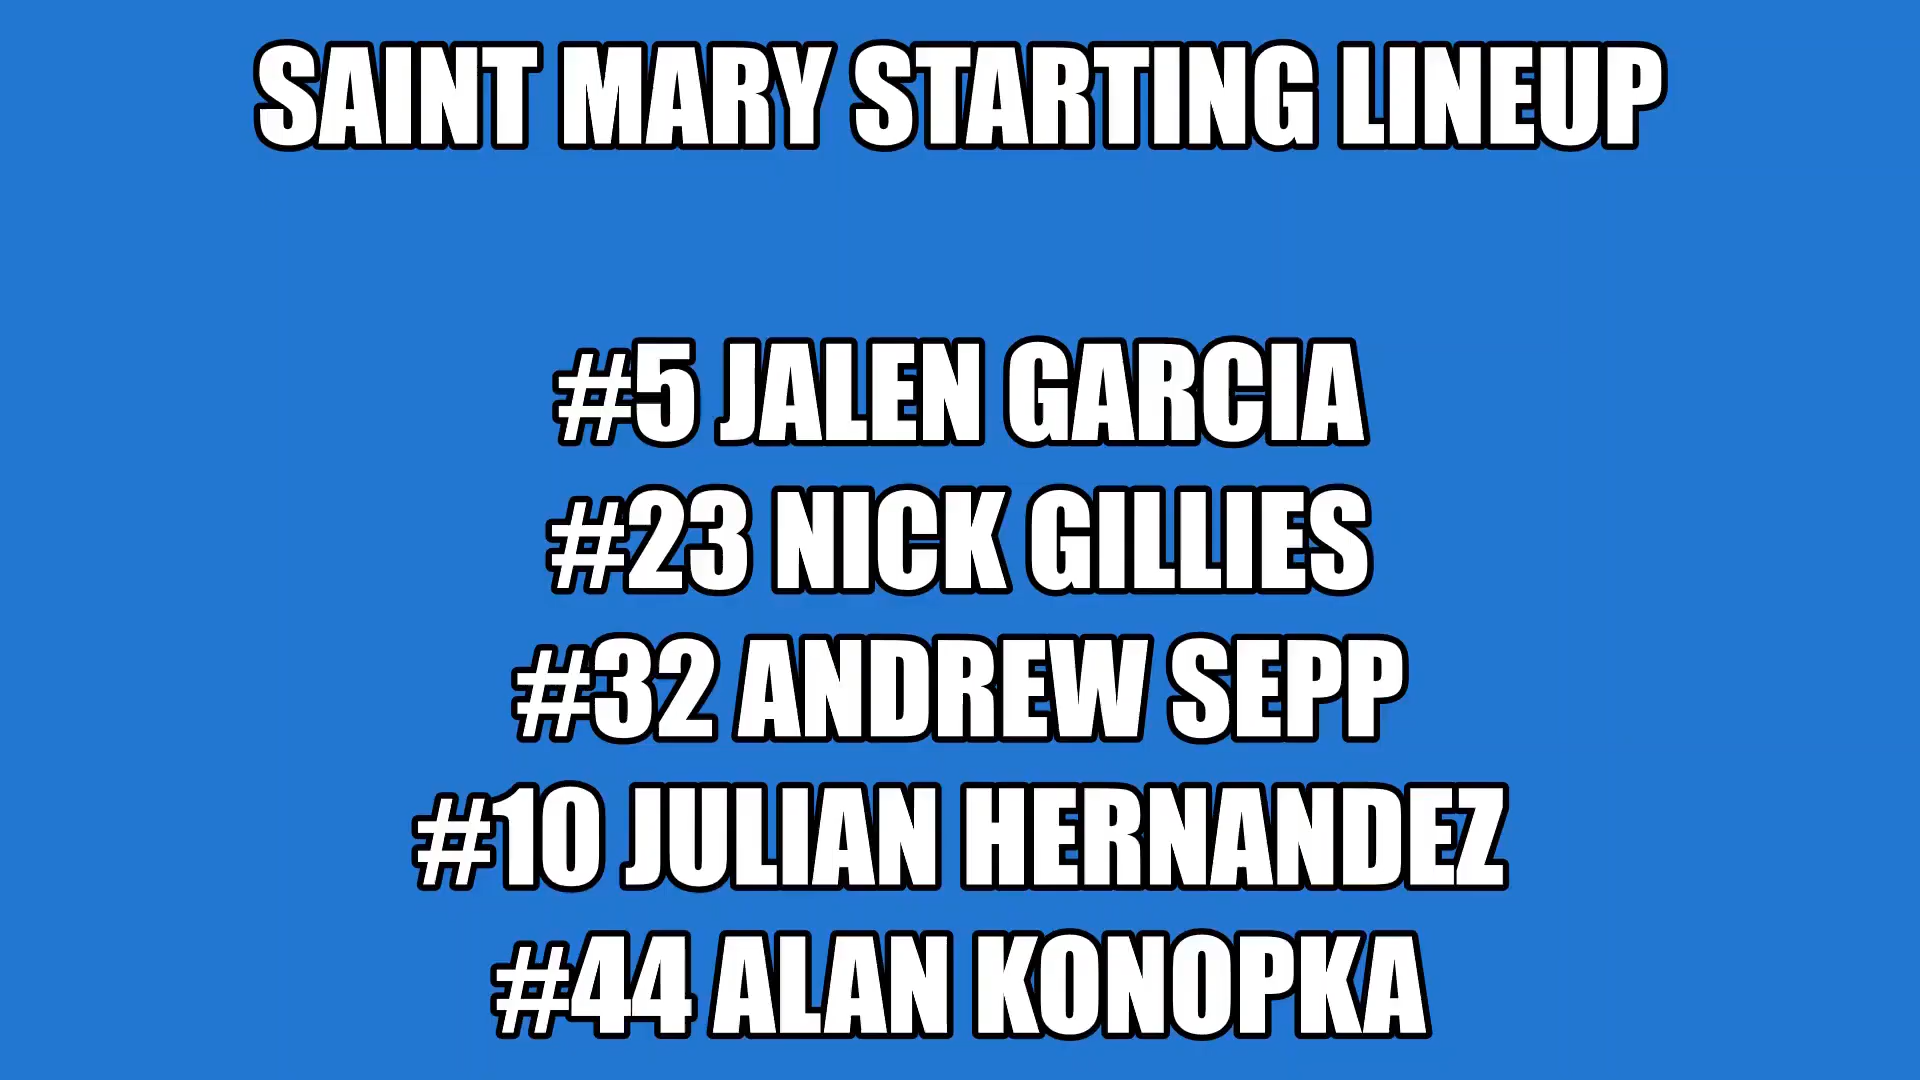 SAINT MARY STARTING LINEUP
#5 JALEN GARCIA
#23 NICK GILLIES
#32 ANDREW SEPP
#10 JULIAN HERNANDEZ
#44 ALAN KONOPKA